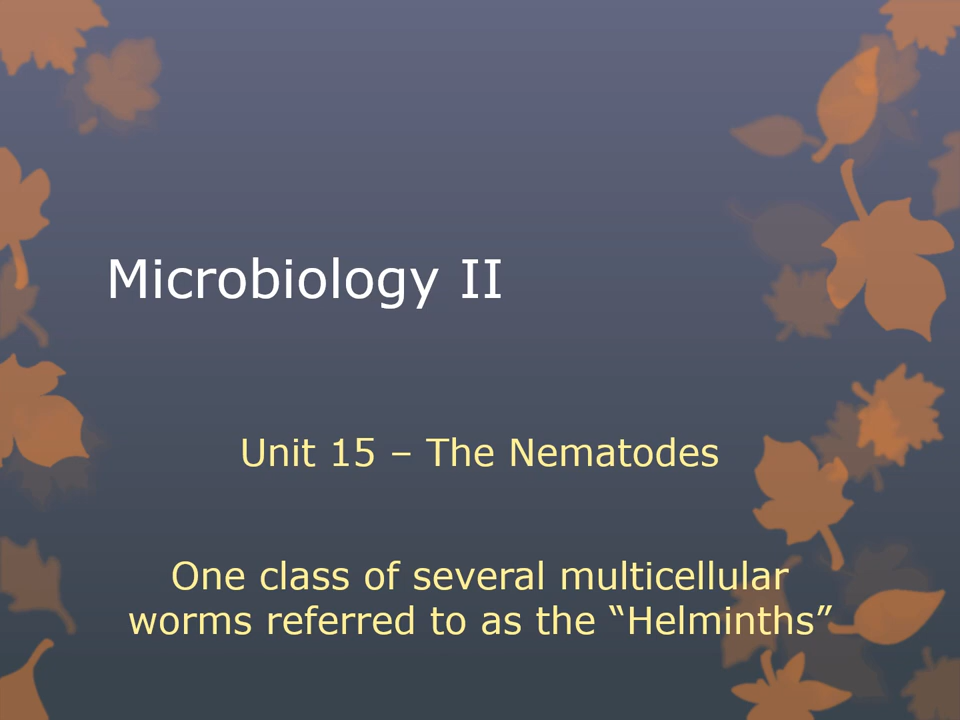 Microbiology II
Unit 15 – The Nematodes
One class of several multicellular
worms referred to as the “Helminths”